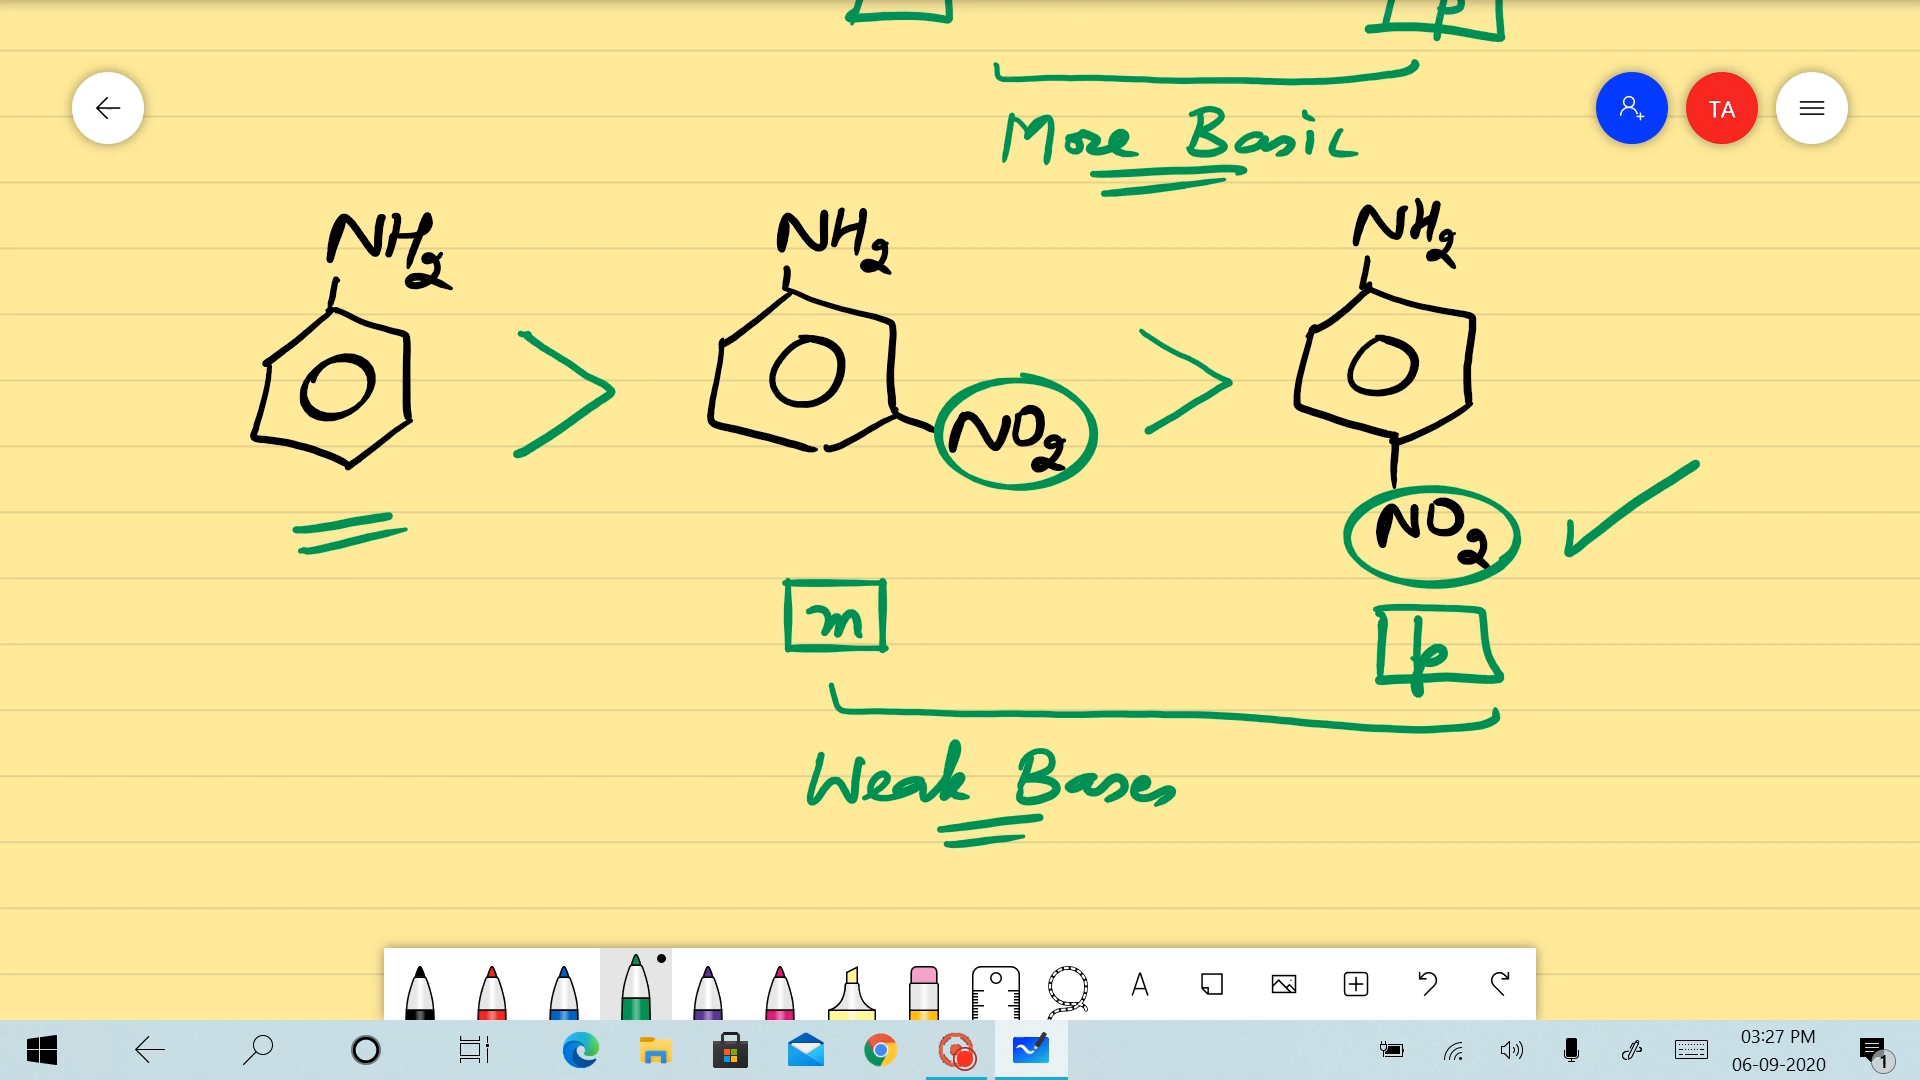 p
TA
More Basic
NH2 NH2 NH2
> NO2 >
NO2
m
p
Weak Bases
A
03:27 PM
06-09-2020
1